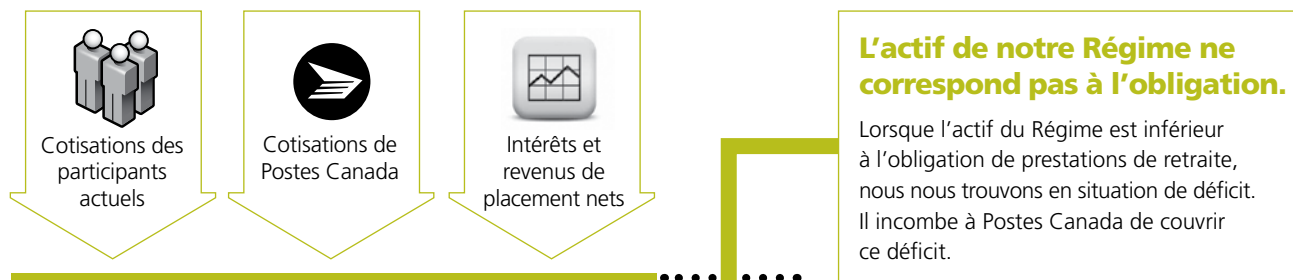 Cotisations des
participants
actuels
Cotisations de
Postes Canada
Intérêts et
revenus de
placement nets
L’actif de notre Régime ne
correspond pas à l’obligation.
Lorsque l’actif du Régime est inférieur
à l’obligation de prestations de retraite,
nous nous trouvons en situation de déficit.
Il incombe à Postes Canada de couvrir
ce déficit.